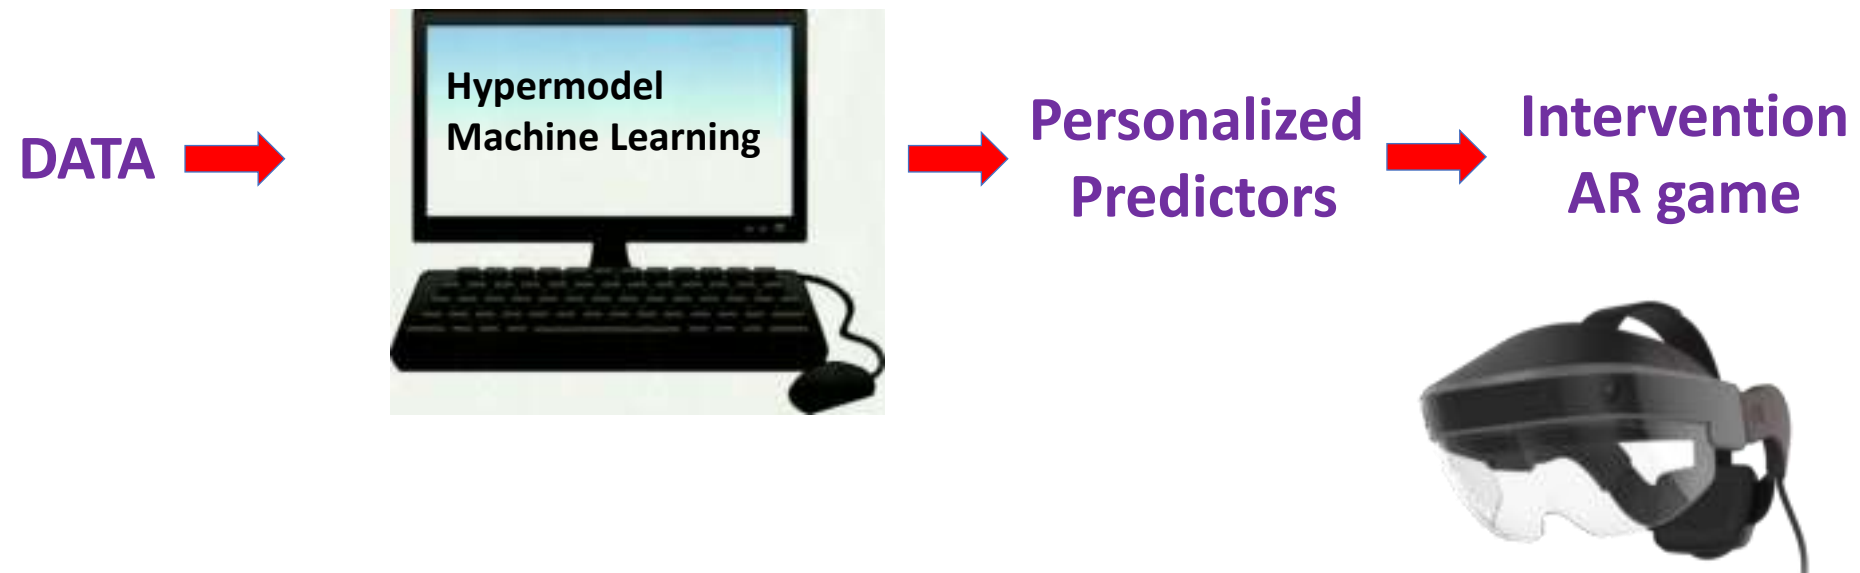 DATA
Hypermodel
Machine Learning
Personalized
Predictors
Intervention
AR game